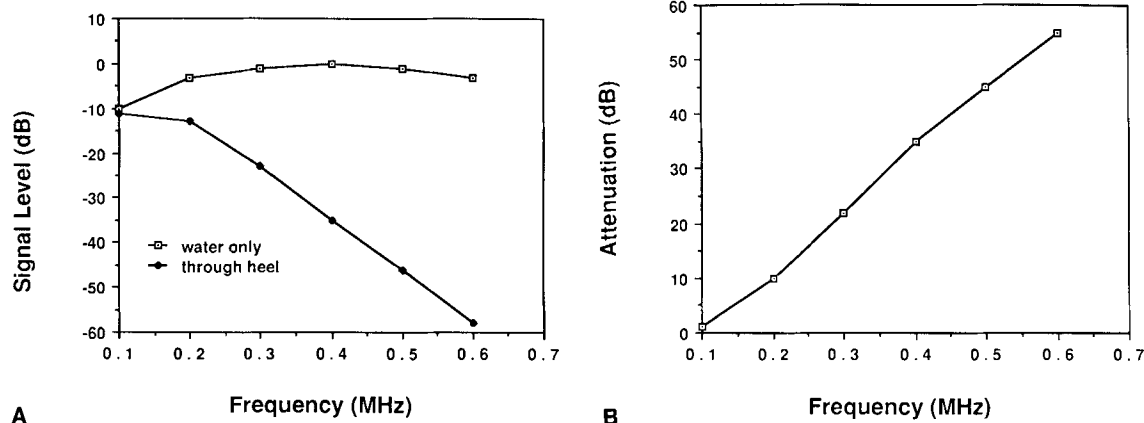 10
0
-10
-20
-30
-40
-50
-60
Signal Level (dB)
water only
through heel
0.1 0.2 0.3 0.4 0.5 0.6 0.7
Frequency (MHz)
A
60
50
40
30
20
10
0
Attenuation (dB)
0.1 0.2 0.3 0.4 0.5 0.6 0.7
Frequency (MHz)
B